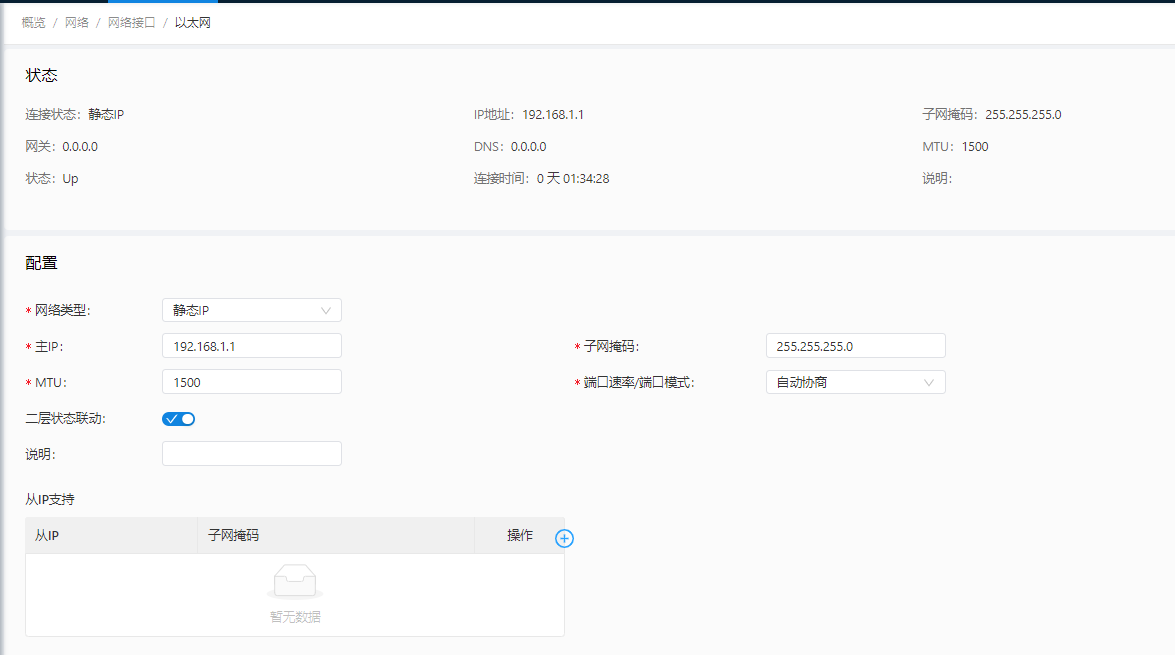 概览 / 网络 / 网络接口 / 以太网
状态
连接状态: 静态IP IP地址: 192.168.1.1 子网掩码: 255.255.255.0
网关: 0.0.0.0 DNS: 0.0.0.0 MTU: 1500
状态: Up 连接时间: 0 天 01:34:28 说明:
配置
* 网络类型: 静态IP
* 主IP: 192.168.1.1 * 子网掩码: 255.255.255.0
* MTU: 1500 * 端口速率/端口模式: 自动协商
二层状态联动:
说明:
从IP支持
从IP 子网掩码 操作
暂无数据